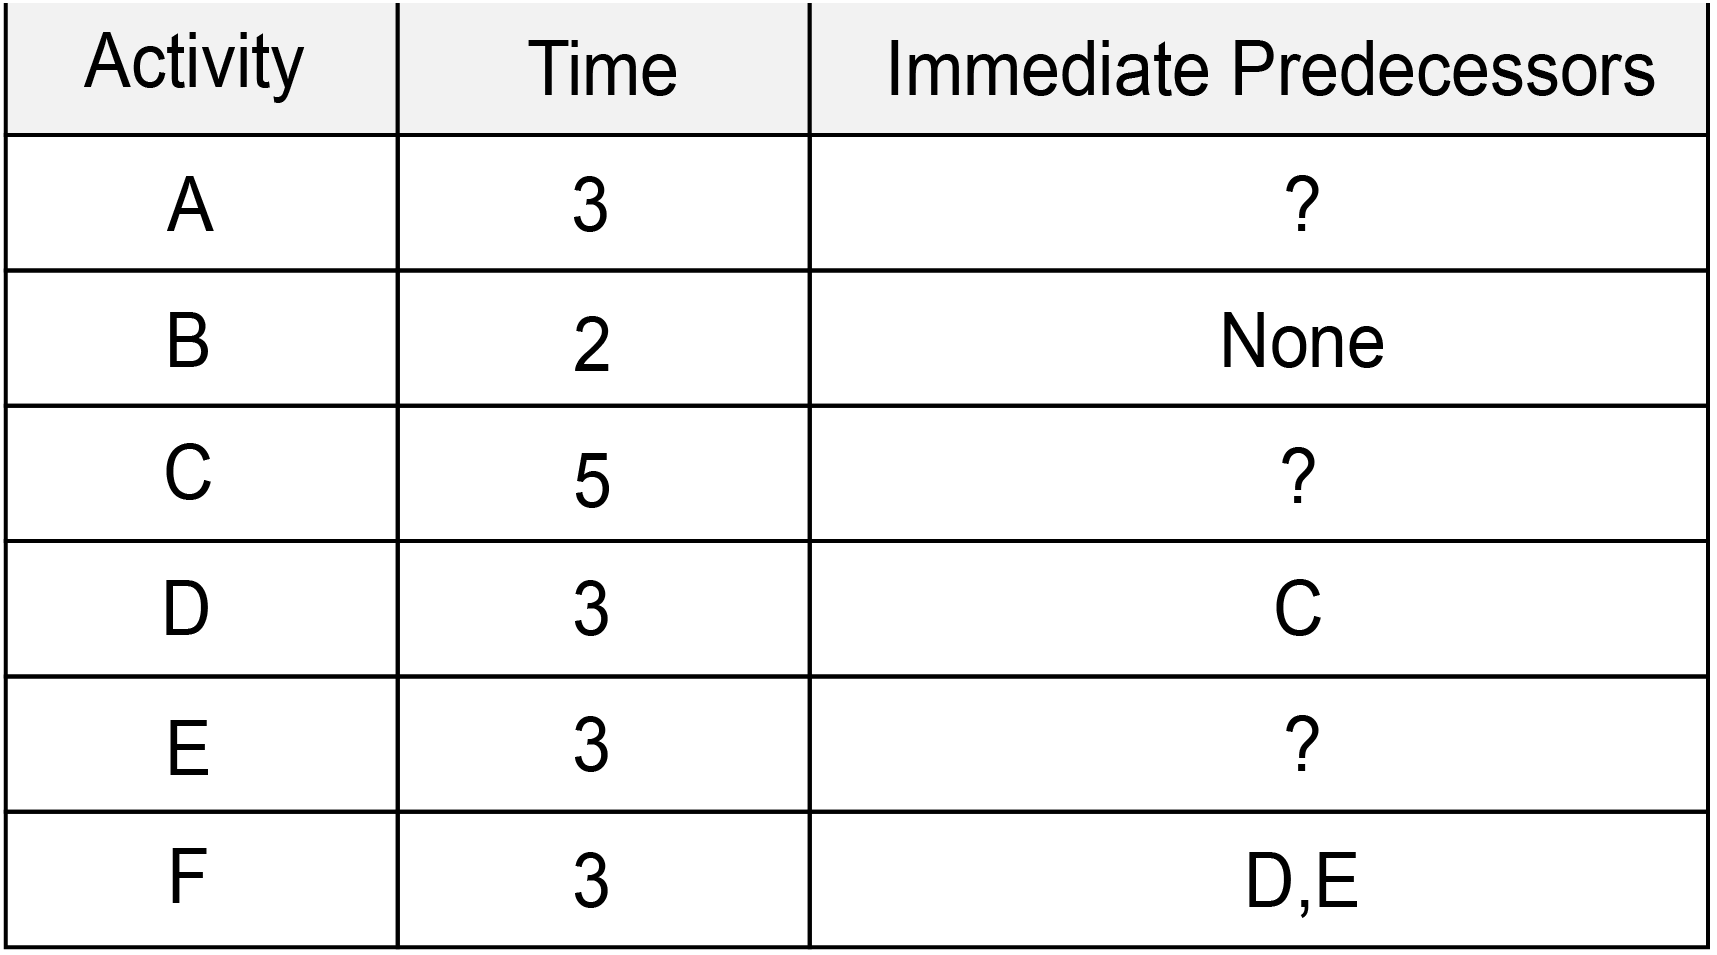 Activity Time Immediate Predecessors
A 3 ?
B 2 None
C 5 ?
D 3 C
E 3 ?
F 3 D,E